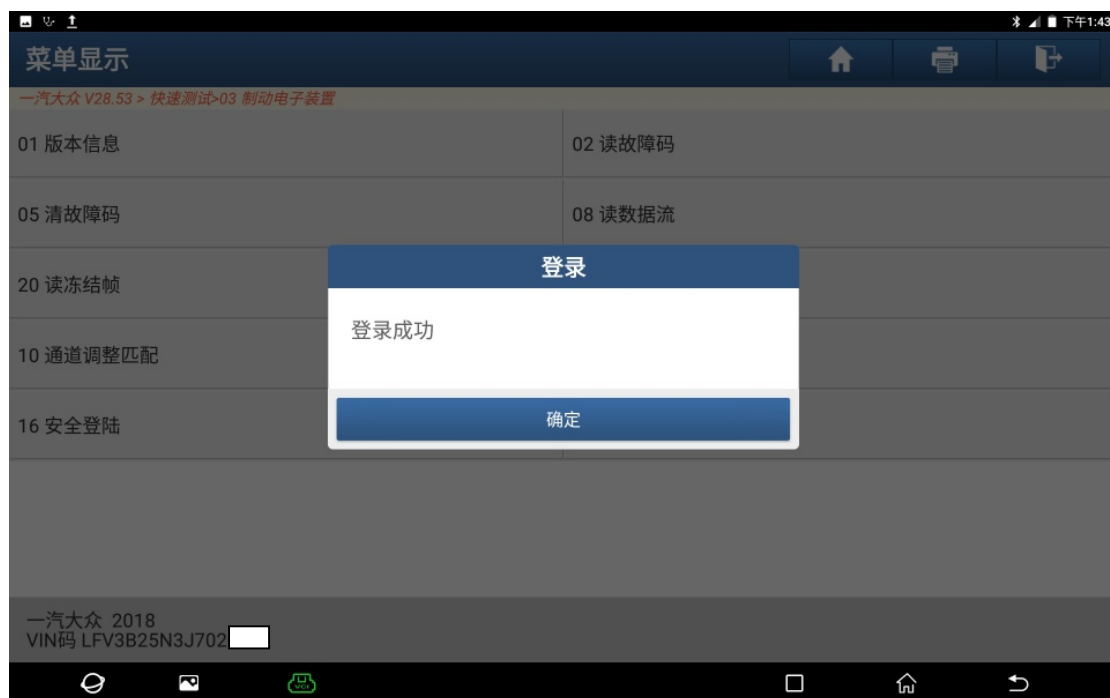 下午1:43
菜单显示
一汽大众 V28.53 > 快速测试>03 制动电子装置
01 版本信息
02 读故障码
05 清故障码
08 读数据流
20 读冻结帧
登录
登录成功
10 通道调整匹配
确定
16 安全登陆
一汽大众 2018
VIN码 LFV3B25N3J702
VCI